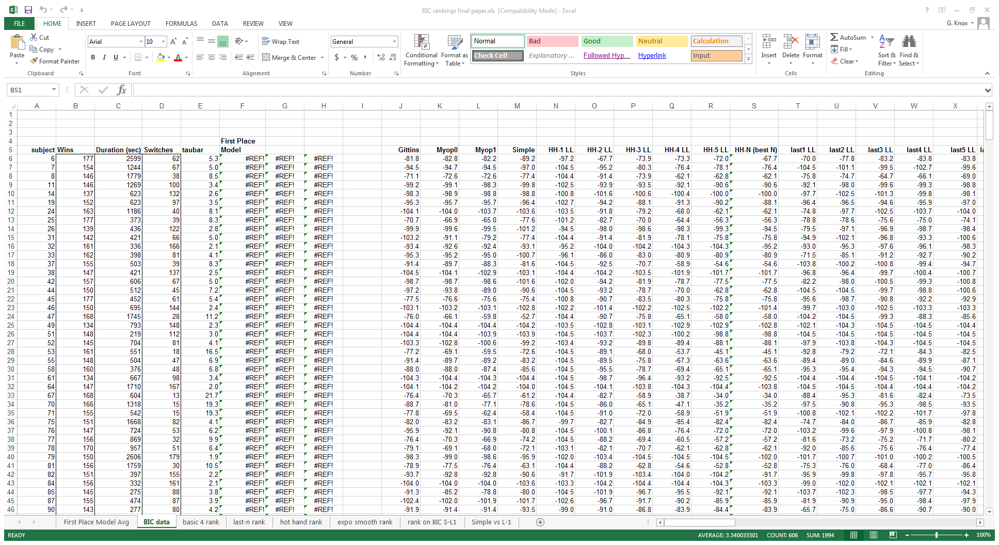 BIC rankings final paper.xls [Compatibility Mode] - Excel
FILE HOME INSERT PAGE LAYOUT FORMULAS DATA REVIEW VIEW G. Knox
Paste Cut Copy Format Painter Clipboard
Arial 10 B I U A Font
Wrap Text Merge & Center Alignment
General $ % , Number
Conditional Formatting Format as Table
Normal Bad Good Neutral Calculation
Check Cell Explanatory ... Followed Hyp... Hyperlink Input
Styles
Insert Delete Format Cells
AutoSum Fill Clear Sort & Filter Find & Select Editing
BS1 fx
A B C D E F G H I J K L M N O P Q R S T U V W X
1
2
3
4 First Place
5 subject Wins Duration (sec) Switches taubar Model Gittins Myop0 Myop1 Simple HH-1 LL HH-2 LL HH-3 LL HH-4 LL HH-5 LL HH-N (best N) last1 LL last2 LL last3 LL last4 LL last5 LL
6 6 177 2599 62 5.3 #REF! #REF! #REF! -81.8 -82.8 -82.2 -89.2 -97.2 -67.7 -73.9 -73.3 -72.0 -67.7 -70.0 -77.8 -83.2 -83.8 -83.8
7 7 154 1244 67 5.0 #REF! #REF! #REF! -94.5 -94.7 -94.5 -97.0 -104.5 -95.2 -80.3 -76.4 -78.1 -76.4 -104.5 -101.1 -99.5 -102.7 -99.6
8 8 146 1779 38 8.5 #REF! #REF! #REF! -71.1 -72.6 -72.6 -77.4 -104.4 -91.4 -73.9 -62.1 -62.8 -62.1 -75.8 -74.7 -64.7 -66.1 -69.0
9 11 146 1269 100 3.4 #REF! #REF! #REF! -99.2 -99.1 -98.3 -99.8 -102.5 -93.9 -93.5 -92.1 -90.6 -90.6 -92.1 -98.0 -99.6 -99.3 -98.8
10 14 137 623 132 2.6 #REF! #REF! #REF! -98.3 -98.9 -98.8 -98.8 -100.8 -101.6 -100.6 -100.4 -100.0 -100.0 -97.7 -102.5 -101.3 -99.8 -98.1
11 19 152 623 97 3.5 #REF! #REF! #REF! -95.3 -95.7 -95.7 -96.4 -102.7 -94.2 -88.1 -91.3 -90.2 -88.1 -96.4 -96.5 -94.6 -95.9 -97.0
12 24 163 1186 40 8.1 #REF! #REF! #REF! -104.1 -104.0 -103.7 -103.6 -103.5 -91.8 -79.2 -68.0 -62.1 -62.1 -74.8 -97.7 -102.5 -103.7 -104.0
13 25 177 373 39 8.3 #REF! #REF! #REF! -70.7 -66.9 -65.0 -77.6 -101.2 -82.7 -70.0 -64.4 -56.3 -56.3 -78.8 -78.6 -75.6 -75.0 -74.1
14 26 139 436 122 2.8 #REF! #REF! #REF! -99.9 -99.6 -99.5 -101.2 -94.5 -98.0 -98.6 -98.3 -99.3 -94.5 -79.5 -97.1 -96.9 -98.7 -98.4
15 31 142 421 66 5.0 #REF! #REF! #REF! -103.2 -91.1 -79.2 -77.4 -104.4 -91.4 -81.9 -78.1 -75.8 -75.8 -94.9 -102.1 -96.8 -93.3 -100.6
16 32 161 336 166 2.1 #REF! #REF! #REF! -93.4 -92.6 -92.4 -93.1 -95.2 -104.0 -104.2 -104.3 -104.3 -95.2 -93.0 -95.3 -97.6 -96.1 -98.3
17 33 162 398 81 4.1 #REF! #REF! #REF! -95.3 -95.2 -95.0 -100.7 -96.1 -86.0 -83.0 -80.9 -80.9 -80.9 -71.5 -85.1 -91.2 -92.7 -90.2
18 37 155 503 39 8.3 #REF! #REF! #REF! -91.4 -89.7 -88.3 -81.6 -104.5 -92.5 -70.7 -58.9 -54.6 -54.6 -103.8 -100.2 -100.8 -99.4 -94.7
19 38 147 421 137 2.5 #REF! #REF! #REF! -104.5 -104.1 -102.9 -103.1 -104.4 -104.2 -103.5 -101.9 -101.7 -101.7 -96.8 -96.4 -99.7 -100.4 -100.7
20 42 157 606 67 5.0 #REF! #REF! #REF! -98.7 -98.7 -98.6 -101.6 -102.0 -94.2 -81.9 -78.7 -77.5 -77.5 -82.2 -98.0 -100.5 -99.3 -100.8
21 44 150 512 45 7.2 #REF! #REF! #REF! -97.2 -93.8 -89.0 -90.6 -104.5 -93.2 -78.7 -70.0 -62.8 -62.8 -104.5 -104.5 -99.7 -98.8 -100.6
22 45 177 452 61 5.4 #REF! #REF! #REF! -77.5 -76.6 -75.6 -75.4 -100.8 -90.7 -83.5 -80.3 -75.8 -75.8 -95.6 -98.7 -90.8 -92.2 -92.9
23 46 150 695 144 2.4 #REF! #REF! #REF! -103.1 -103.2 -103.1 -102.8 -102.2 -101.4 -102.2 -102.5 -102.2 -101.4 -99.7 -103.0 -102.5 -103.3 -103.3
24 47 168 1745 28 11.2 #REF! #REF! #REF! -76.0 -66.1 -59.8 -52.7 -104.4 -90.7 -75.8 -65.1 -58.0 -58.0 -104.2 -104.5 -99.3 -88.3 -85.6
25 49 134 793 148 2.3 #REF! #REF! #REF! -104.4 -104.4 -104.4 -104.2 -103.5 -102.8 -103.1 -102.9 -102.9 -102.8 -102.1 -104.3 -104.5 -104.5 -104.4
26 51 148 219 112 3.0 #REF! #REF! #REF! -104.4 -104.4 -103.9 -103.9 -104.5 -103.7 -102.3 -100.2 -98.8 -98.8 -104.5 -104.5 -104.5 -104.5 -104.5
27 52 145 704 81 4.1 #REF! #REF! #REF! -103.3 -102.8 -100.6 -99.2 -103.4 -93.2 -89.8 -89.4 -88.1 -88.1 -97.9 -103.8 -104.3 -104.5 -104.5
28 53 161 551 18 16.5 #REF! #REF! #REF! -77.2 -69.1 -59.5 -72.6 -104.5 -89.1 -68.0 -53.7 -45.1 -45.1 -92.8 -79.2 -72.1 -84.3 -82.5
29 55 148 504 47 6.9 #REF! #REF! #REF! -91.4 -89.7 -89.2 -83.2 -104.5 -89.5 -75.8 -67.3 -63.6 -63.6 -89.4 -89.0 -84.6 -89.9 -87.1
30 58 160 376 48 6.8 #REF! #REF! #REF! -88.0 -88.0 -87.4 -85.6 -104.5 -95.5 -78.7 -69.4 -65.1 -65.1 -95.3 -95.4 -94.3 -94.5 -90.7
31 61 134 667 98 3.4 #REF! #REF! #REF! -104.3 -104.4 -104.3 -104.3 -104.5 -98.7 -96.4 -93.2 -92.5 -92.5 -104.4 -104.4 -104.5 -104.1 -104.2
32 64 147 1710 167 2.0 #REF! #REF! #REF! -104.1 -104.2 -104.2 -104.0 -104.5 -104.1 -103.8 -104.3 -104.4 -103.8 -104.5 -104.5 -104.4 -104.4 -104.2
33 67 168 604 13 21.7 #REF! #REF! #REF! -76.4 -70.3 -65.7 -61.2 -104.4 -82.7 -58.9 -38.7 -34.0 -34.0 -88.4 -95.3 -81.6 -82.4 -73.5
34 70 166 1318 15 19.3 #REF! #REF! #REF! -88.7 -81.0 -77.1 -78.6 -104.5 -86.0 -65.1 -47.1 -35.2 -35.2 -97.5 -90.8 -95.3 -98.5 -93.5
35 71 155 542 15 19.3 #REF! #REF! #REF! -77.8 -69.5 -62.4 -58.4 -104.5 -91.0 -72.0 -58.9 -51.9 -51.9 -100.8 -102.1 -102.2 -101.7 -97.8
36 75 151 1668 82 4.1 #REF! #REF! #REF! -82.0 -83.2 -83.1 -86.7 -99.7 -82.7 -84.9 -85.4 -82.4 -82.4 -74.7 -84.0 -86.7 -85.9 -82.8
37 76 147 724 53 6.2 #REF! #REF! #REF! -95.9 -92.1 -90.8 -80.8 -104.5 -100.1 -86.8 -76.4 -72.0 -72.0 -103.2 -99.6 -97.9 -100.8 -98.1
38 77 156 869 32 9.9 #REF! #REF! #REF! -76.4 -70.3 -66.9 -74.2 -104.5 -88.2 -69.4 -60.5 -57.2 -57.2 -81.6 -73.2 -75.2 -71.7 -80.2
39 78 170 957 51 6.4 #REF! #REF! #REF! -79.1 -69.1 -68.0 -72.1 -103.1 -82.1 -70.7 -62.1 -62.8 -62.1 -92.0 -85.6 -75.6 -76.4 -77.4
40 79 150 2606 179 1.9 #REF! #REF! #REF! -98.3 -99.0 -98.6 -95.9 -102.0 -103.4 -104.5 -104.5 -104.5 -102.0 -101.7 -100.7 -101.0 -100.2 -100.5
41 81 156 1759 30 10.5 #REF! #REF! #REF! -78.9 -77.5 -76.4 -63.1 -104.4 -88.2 -62.8 -54.6 -52.8 -52.8 -75.3 -76.0 -68.4 -77.0 -86.4
42 82 151 397 155 2.2 #REF! #REF! #REF! -93.7 -92.8 -92.8 -90.6 -91.7 -101.9 -103.4 -104.0 -104.2 -91.7 -95.9 -99.8 -97.8 -95.7 -95.8
43 84 156 332 161 2.1 #REF! #REF! #REF! -104.0 -104.0 -104.0 -103.6 -103.3 -104.2 -104.4 -104.4 -104.3 -103.3 -99.0 -102.0 -102.1 -102.1 -102.1
44 85 145 275 88 3.8 #REF! #REF! #REF! -91.3 -85.2 -78.8 -80.0 -104.5 -101.9 -96.7 -95.5 -92.1 -92.1 -103.7 -102.3 -98.5 -97.7 -94.3
45 87 155 474 87 3.9 #REF! #REF! #REF! -102.4 -102.0 -101.9 -101.7 -102.6 -96.7 -91.7 -90.2 -85.9 -85.9 -81.9 -90.9 -95.0 -98.4 -97.9
46 90 143 277 80 4.2 #REF! #REF! #REF! -91.9 -91.4 -91.4 -93.5 -99.0 -91.0 -86.8 -83.9 -84.4 -83.9 -65.7 -75.0 -86.6 -90.7 -90.0
First Place Model Avg BIC data basic 4 rank last-n rank hot hand rank expo smooth rank rank on BIC S-L1 Simple vs L-1
READY AVERAGE: 3.340033501 COUNT: 606 SUM: 1994 100%